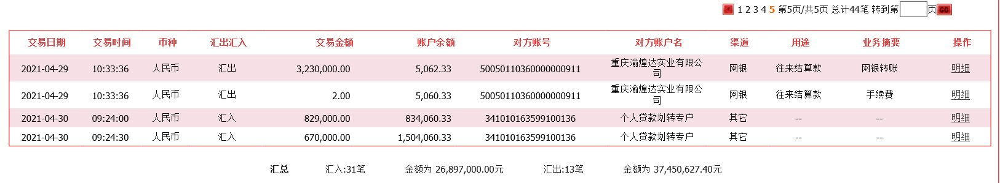 1 2 3 4 5 第5页/共5页 总计44笔 转到第 页 GO
交易日期 交易时间 币种 汇出汇入 交易金额 账户余额 对方账号 对方账户名 渠道 用途 业务摘要 操作
2021-04-29 10:33:36 人民币 汇出 3,230,000.00 5,062.33 50050110360000000911 重庆渝煌达实业有限公 网银 往来结算款 网银转账 明细
司
2021-04-29 10:33:36 人民币 汇出 2.00 5,060.33 50050110360000000911 重庆渝煌达实业有限公 网银 往来结算款 手续费 明细
司
2021-04-30 09:24:00 人民币 汇入 829,000.00 834,060.33 341010163599100136 个人贷款划转专户 其它 -- -- 明细
2021-04-30 09:24:30 人民币 汇入 670,000.00 1,504,060.33 341010163599100136 个人贷款划转专户 其它 -- -- 明细
汇总 汇入:31笔 金额为 26,897,000.00元 汇出:13笔 金额为 37,450,627.40元